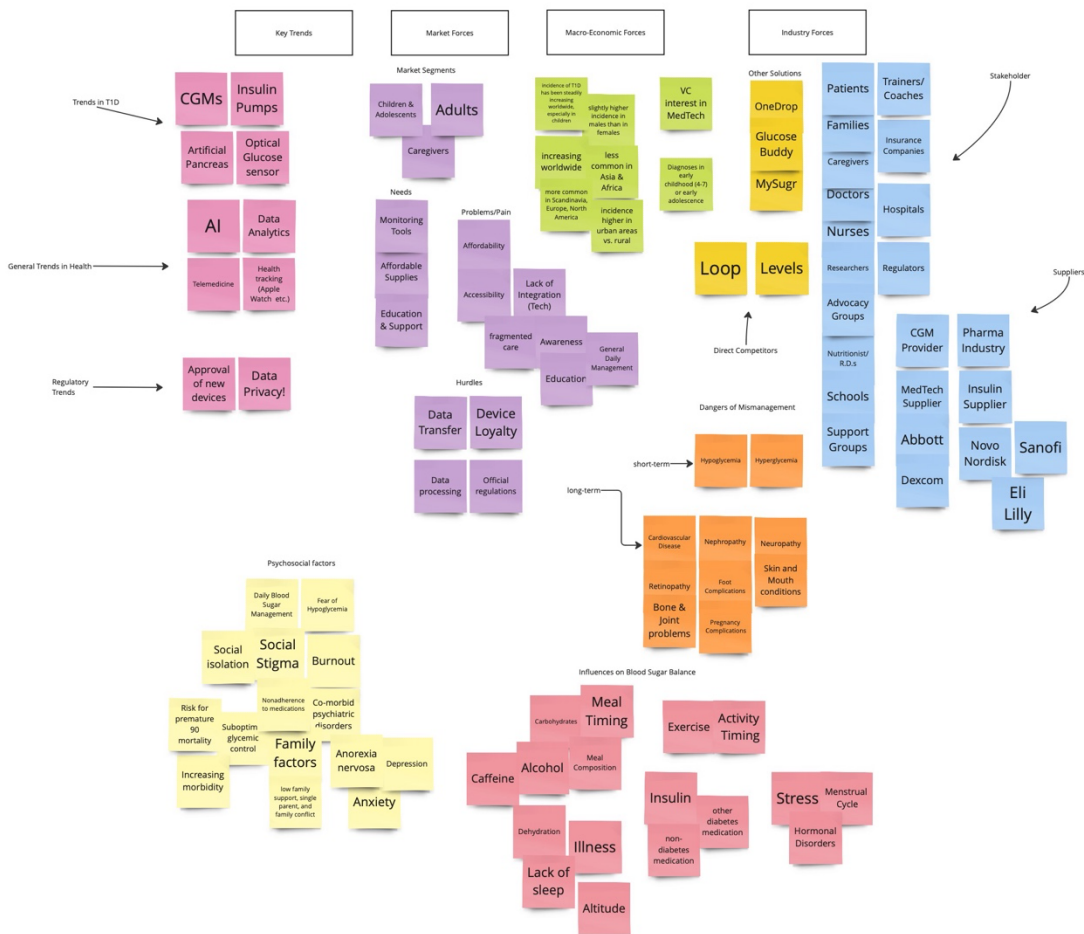 Key Trends
Market Forces
Macro-Economic Forces
Industry Forces
Trends in T1D
CGMs
Insulin
Pumps
Artificial
Pancreas
Optical
Glucose
sensor
General Trends in Health
AI
Data
Analytics
Telemedicine
Health
tracking
(Apple
Watch etc.)
Regulatory
Trends
Approval
of new
devices
Data
Privacy!
Market Segments
Children &
Adolescents
Adults
Caregivers
Needs
Monitoring
Tools
Affordable
Supplies
Education
& Support
Problems/Pain
Affordability
Accessibility
Lack of
Integration
(Tech)
fragmented
care
Awareness
Education
General
Daily
Management
Hurdles
Data
Transfer
Device
Loyalty
Data
processing
Official
regulations
incidence of T1D
has been steadily
increasing
worldwide,
especially in
children
slightly higher
incidence in
males than in
females
increasing
worldwide
less
common in
Asia &
Africa
more common
in Scandinavia,
Europe, North
America
incidence
higher in
urban areas
vs. rural
VC
interest in
MedTech
Diagnoses in
early
childhood (4-7)
or early
adolescence
Other Solutions
OneDrop
Glucose
Buddy
MySugr
Loop
Levels
Direct Competitors
Stakeholder
Patients
Trainers/
Coaches
Families
Insurance
Companies
Caregivers
Doctors
Hospitals
Nurses
Researchers
Regulators
Advocacy
Groups
Nutritionist/
R.D.s
Schools
Support
Groups
Suppliers
CGM
Provider
Pharma
Industry
MedTech
Supplier
Insulin
Supplier
Abbott
Novo
Nordisk
Sanofi
Dexcom
Eli
Lilly
Dangers of Mismanagement
short-term
Hypoglycemia
Hyperglycemia
long-term
Cardiovascular
Disease
Nephropathy
Neuropathy
Retinopathy
Foot
Complications
Skin and
Mouth
conditions
Bone &
Joint
problems
Pregnancy
Complications
Psychosocial factors
Daily Blood
Sugar
Management
Fear of
Hypoglycemia
Social
isolation
Social
Stigma
Burnout
Nonadherence
to medications
Co-morbid
psychiatric
disorders
Risk for
premature
90
mortality
Suboptim
glycemic
control
Family
factors
Anorexia
nervosa
Depression
Increasing
morbidity
low family
support, single
parent, and
family conflict
Anxiety
Influences on Blood Sugar Balance
Carbohydrates
Meal
Timing
Caffeine
Alcohol
Meal
Composition
Exercise
Activity
Timing
Insulin
other
diabetes
medication
non-
diabetes
medication
Stress
Menstrual
Cycle
Hormonal
Disorders
Dehydration
Illness
Lack of
sleep
Altitude